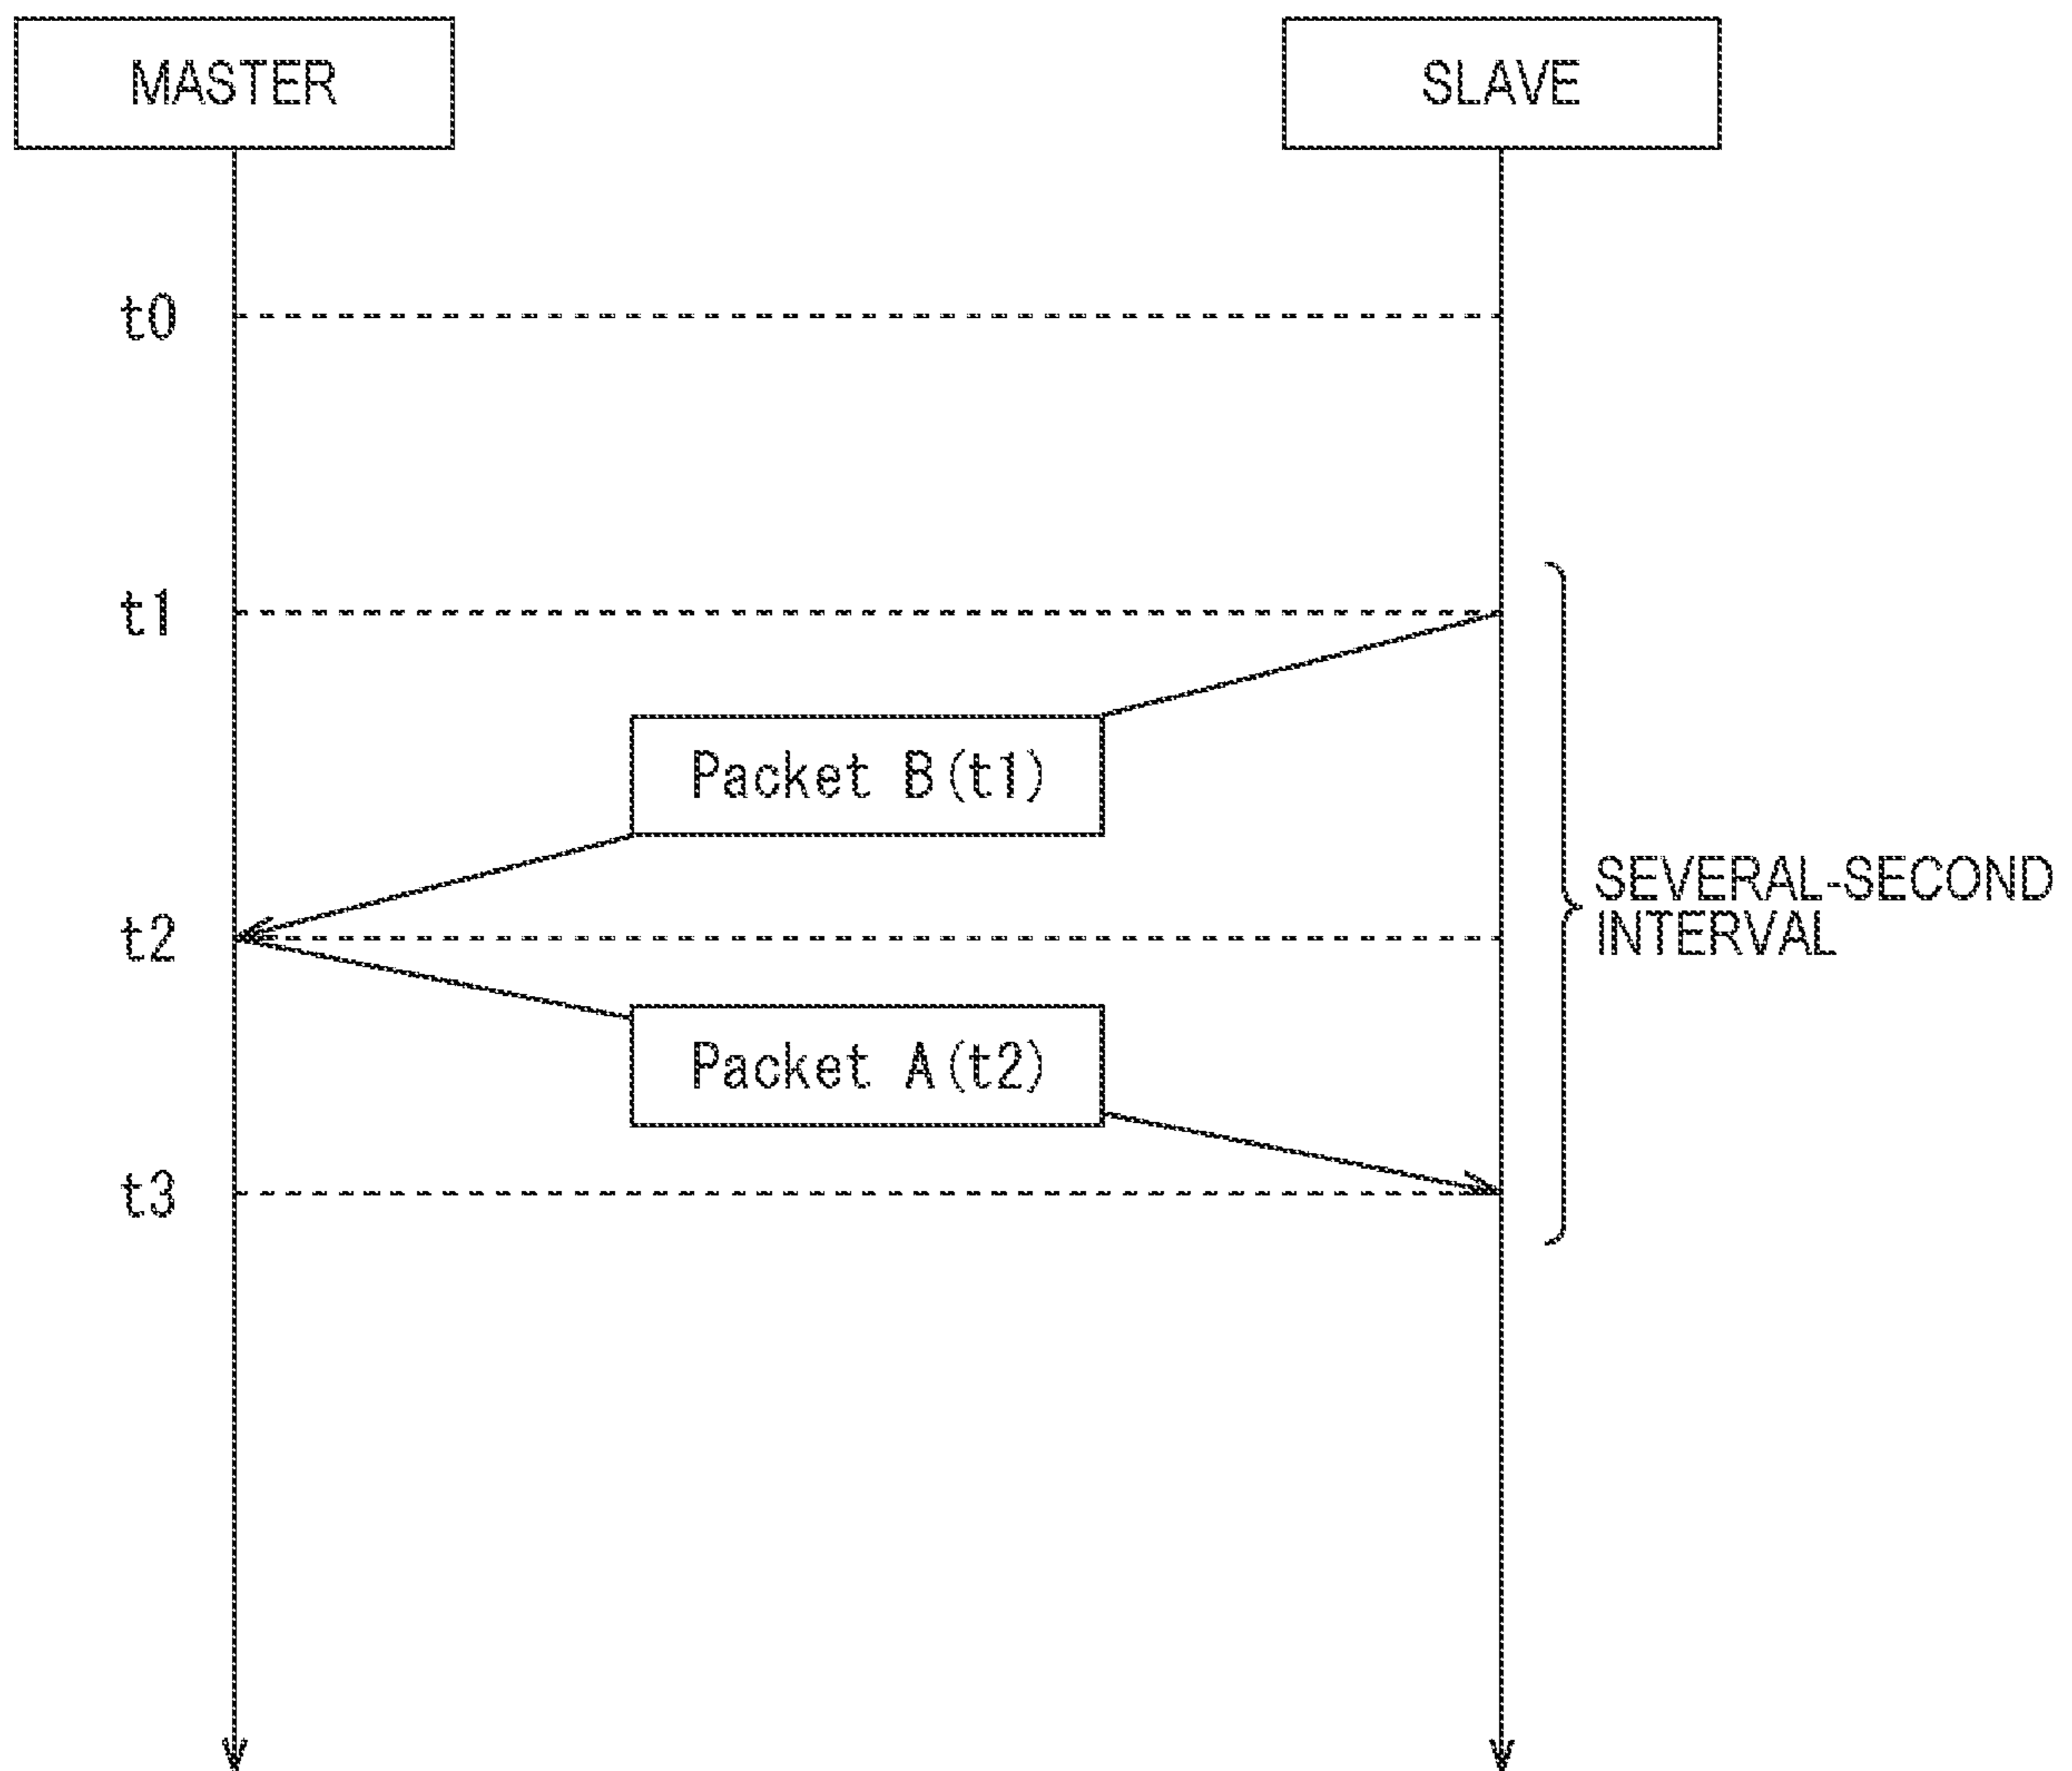 MASTER
SLAVE
t0
t1
Packet B(t1)
SEVERAL-SECOND
INTERVAL
t2
Packet A(t2)
t3